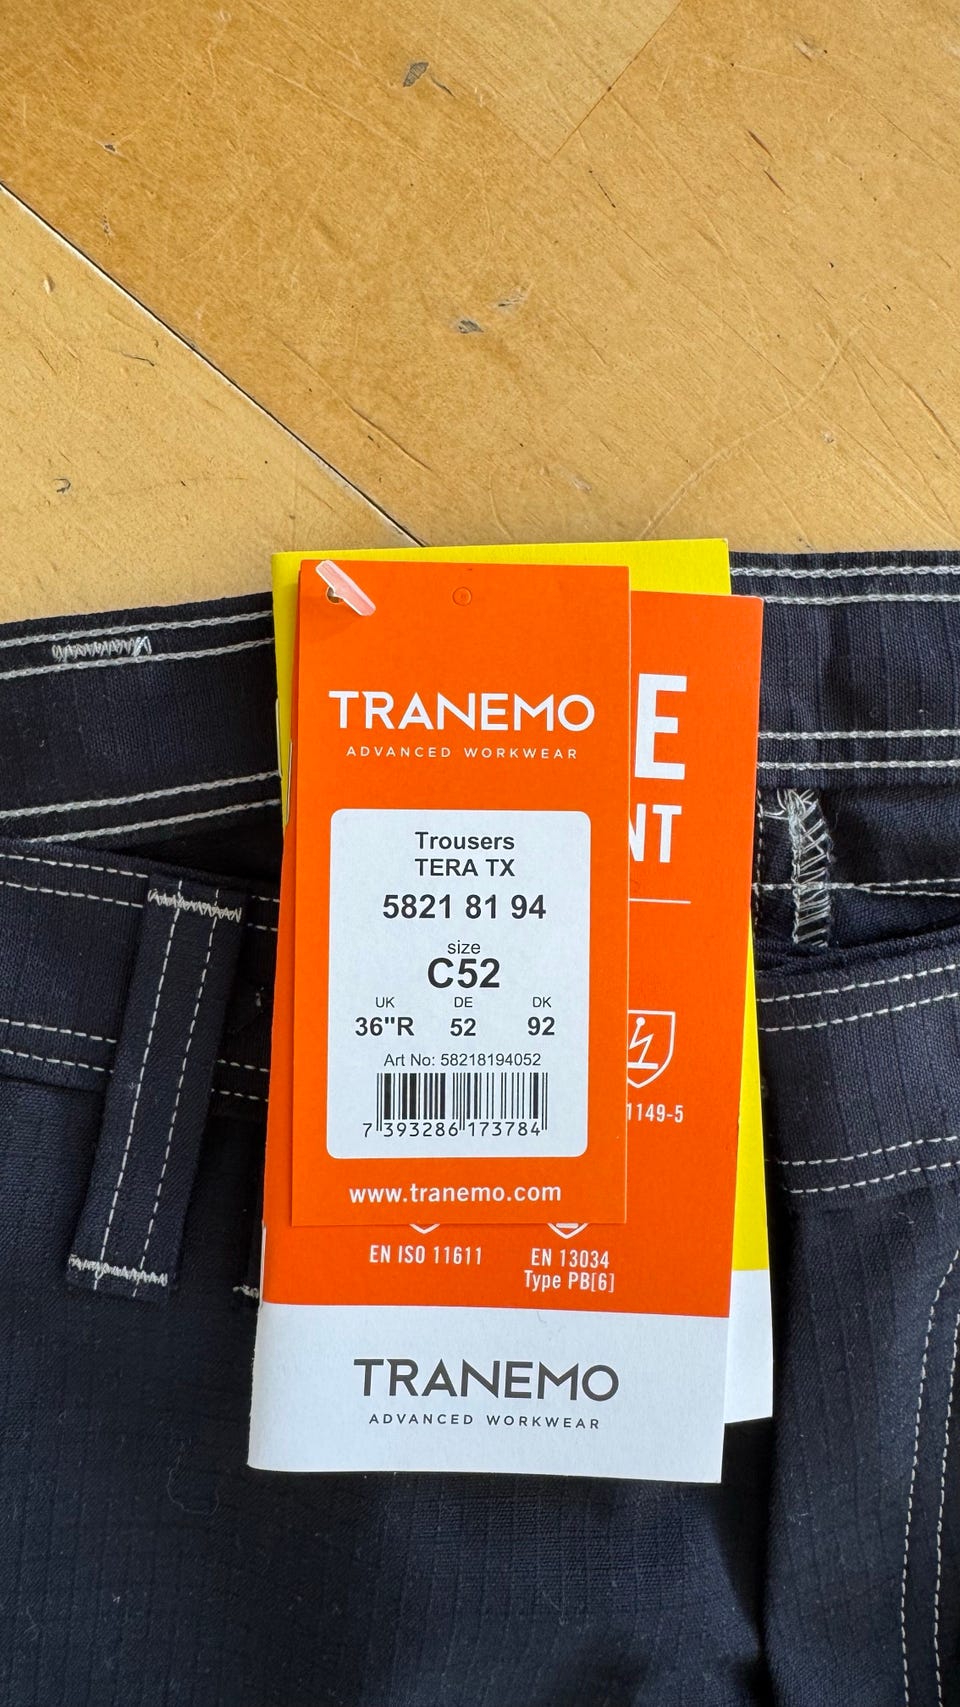 TRANEMO
ADVANCED WORKWEAR
Trousers
TERA TX
5821 81 94
size
C52
UK DE DK
36"R 52 92
Art No: 58218194052
7 393286 173784
www.tranemo.com
E
NT
1149-5
EN ISO 11611
EN 13034
Type PB[6]
TRANEMO
ADVANCED WORKWEAR